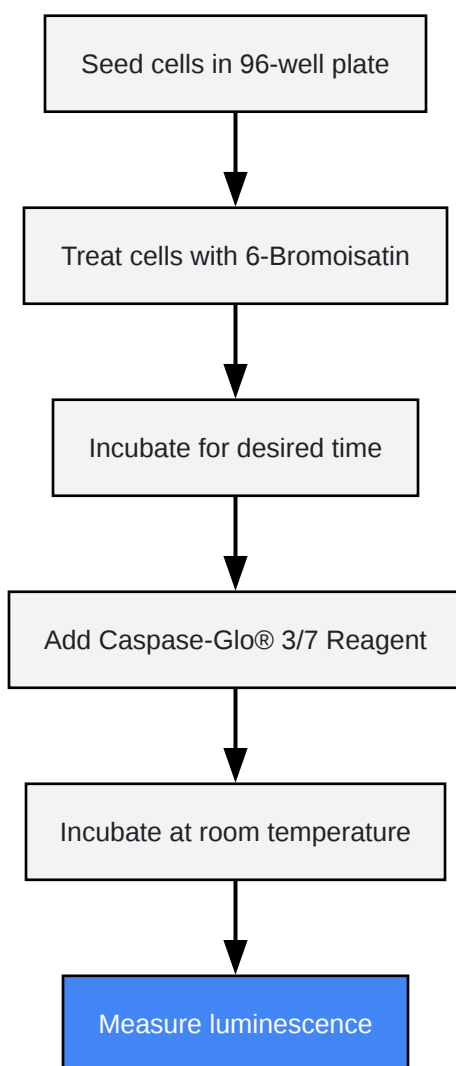 Seed cells in 96-well plate
Treat cells with 6-Bromoisatin
Incubate for desired time
Add Caspase-Glo® 3/7 Reagent
Incubate at room temperature
Measure luminescence